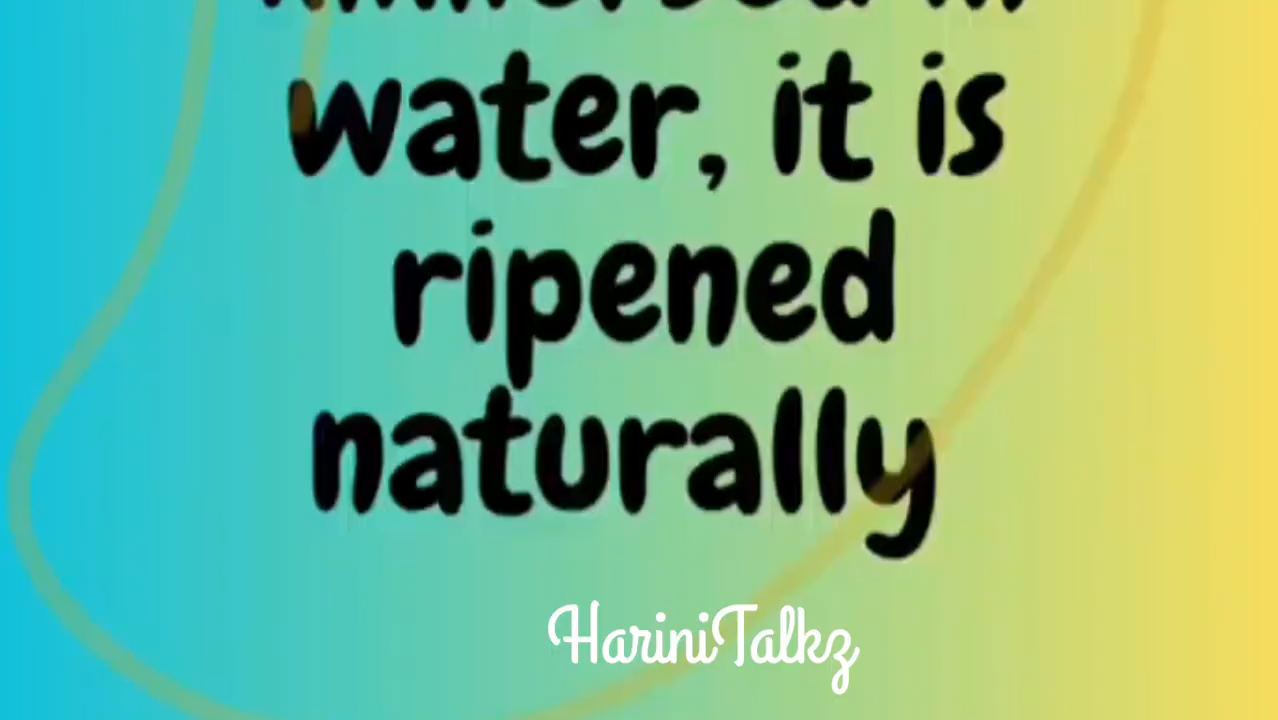 water, it is
ripened
naturally
HariniTalkz